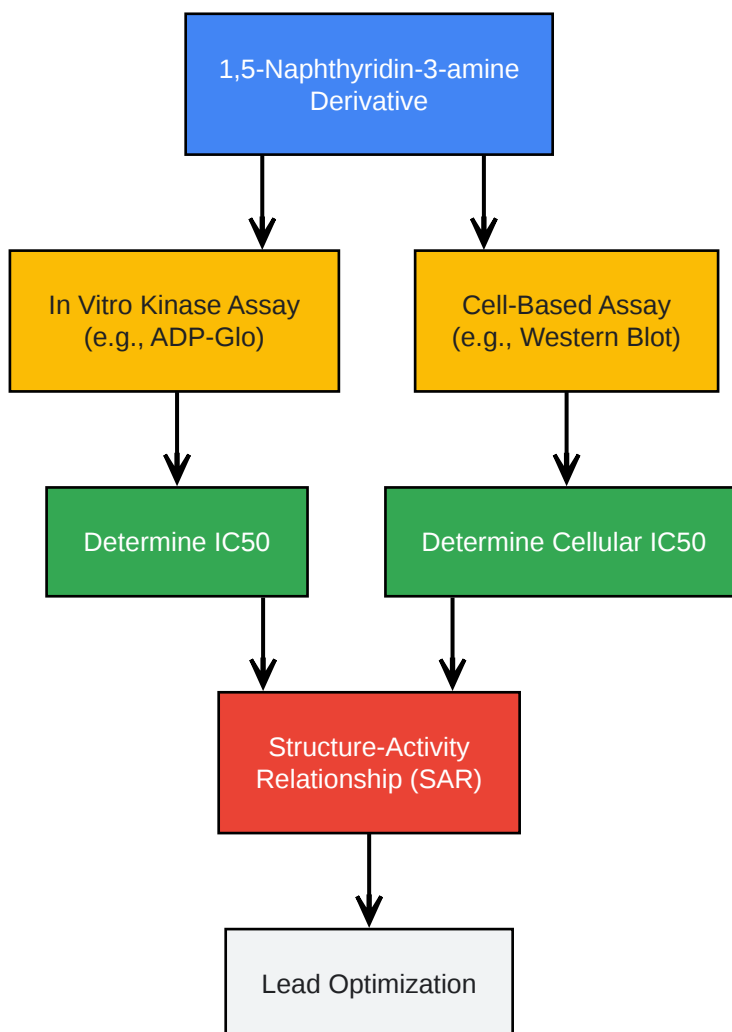 1,5-Naphthyridin-3-amine
Derivative
In Vitro Kinase Assay
(e.g., ADP-Glo)
Cell-Based Assay
(e.g., Western Blot)
Determine IC50
Determine Cellular IC50
Structure-Activity
Relationship (SAR)
Lead Optimization